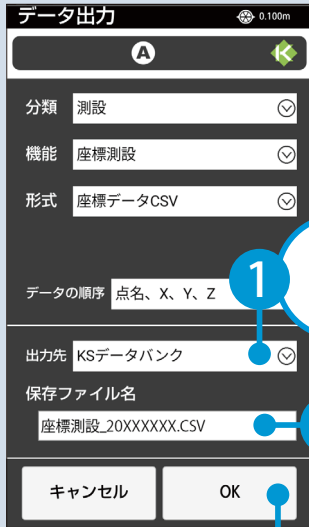 データ出力 0.100m
A
分類 測設
機能 座標測設
形式 座標データCSV
データの順序 点名、X、Y、Z
1
出力先 KSデータバンク
保存ファイル名
座標測設_20XXXXXX.CSV
キャンセル OK